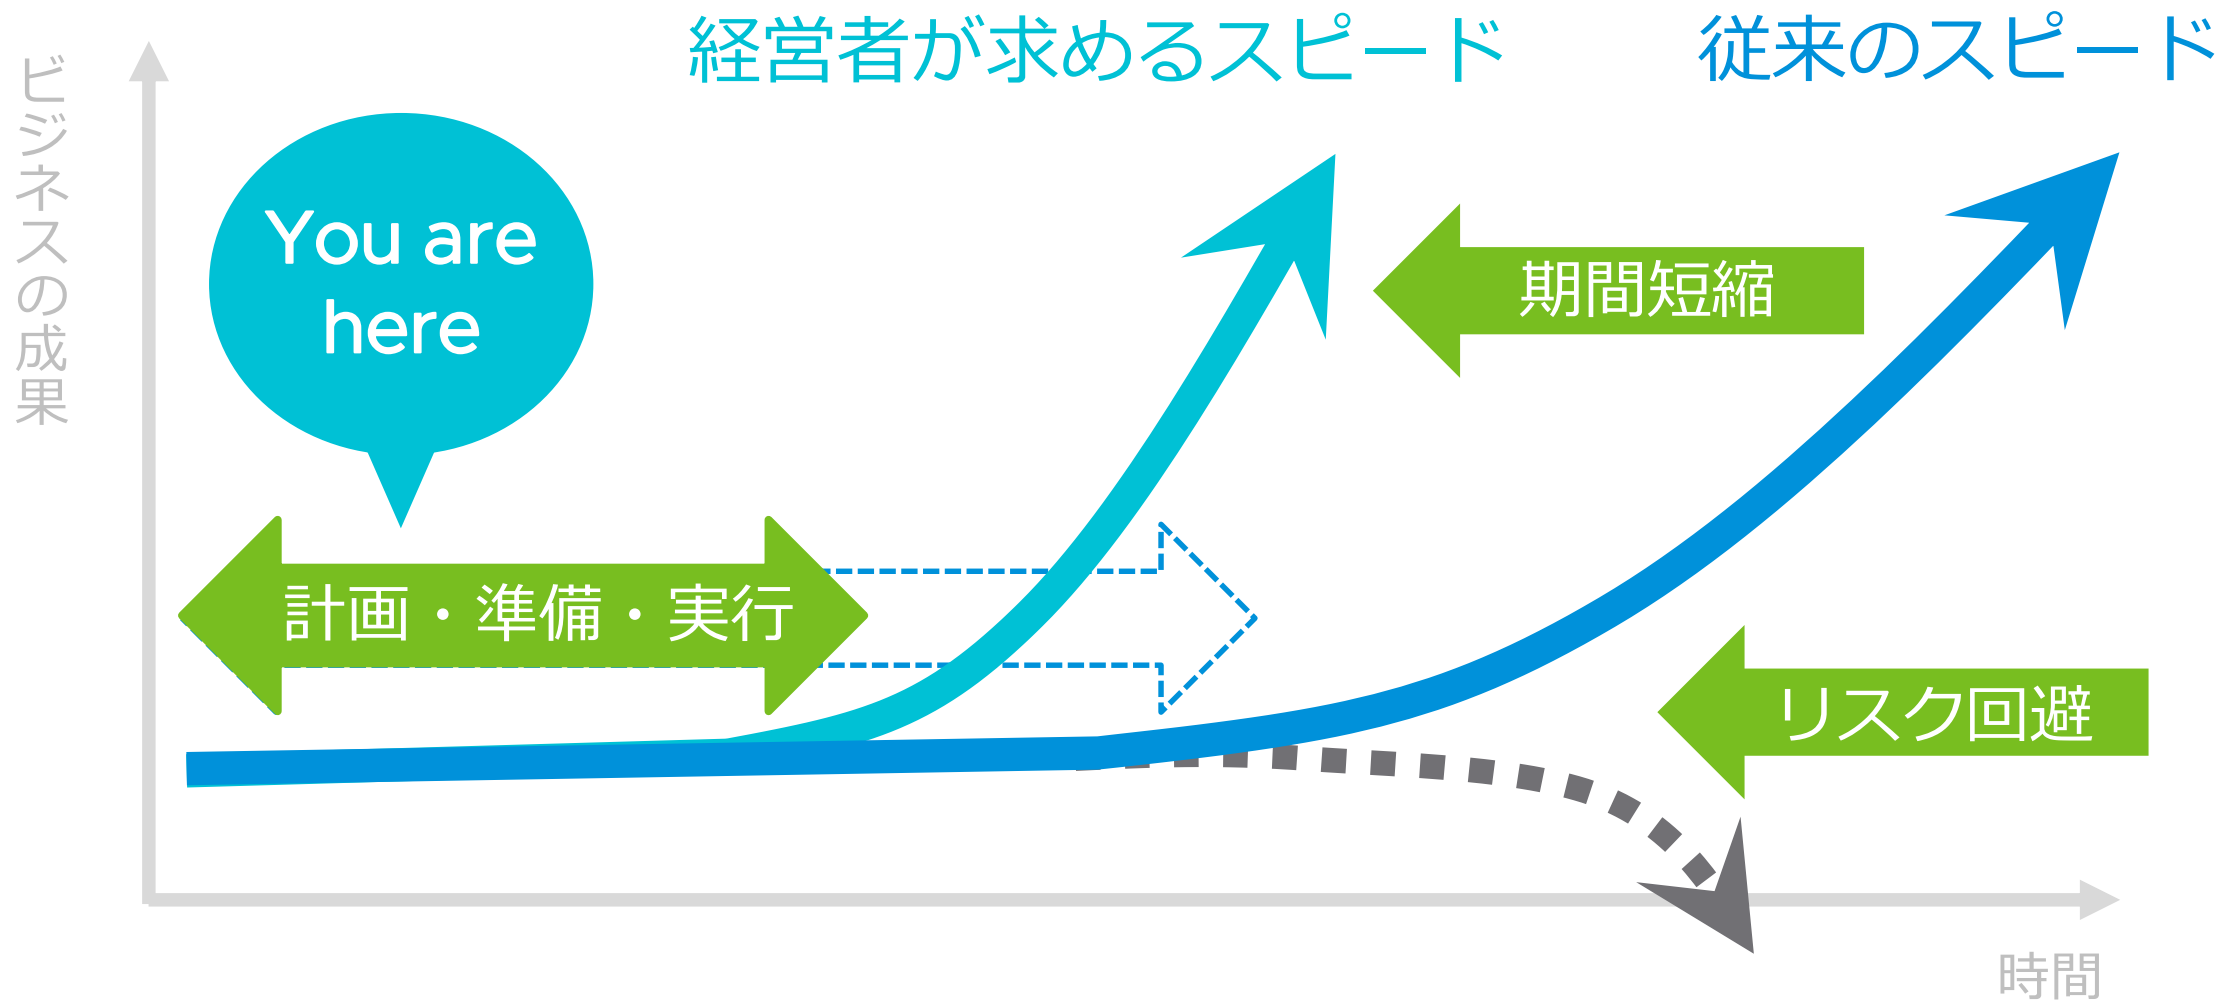 経営者が求めるスピード
従来のスピード
ビジネスの成果
You are
here
期間短縮
計画・準備・実行
リスク回避
時間